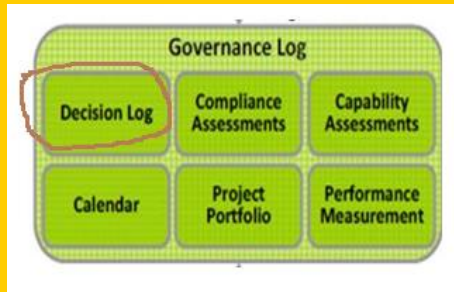 Governance Log
Decision Log
Compliance
Assessments
Capability
Assessments
Calendar
Project
Portfolio
Performance
Measurement